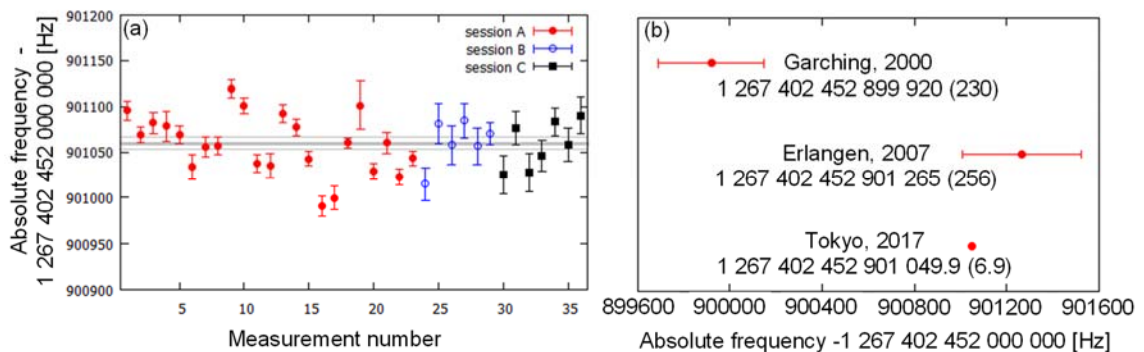 (a)
session A
session B
session C
901200
901150
901100
901050
901000
900950
900900
Absolute frequency -
1 267 402 452 000 000 [Hz]
5 10 15 20 25 30 35
Measurement number
(b)
Garching, 2000
1 267 402 452 899 920 (230)
Erlangen, 2007
1 267 402 452 901 265 (256)
Tokyo, 2017
1 267 402 452 901 049.9 (6.9)
899600 900000 900400 900800 901200 901600
Absolute frequency -1 267 402 452 000 000 [Hz]